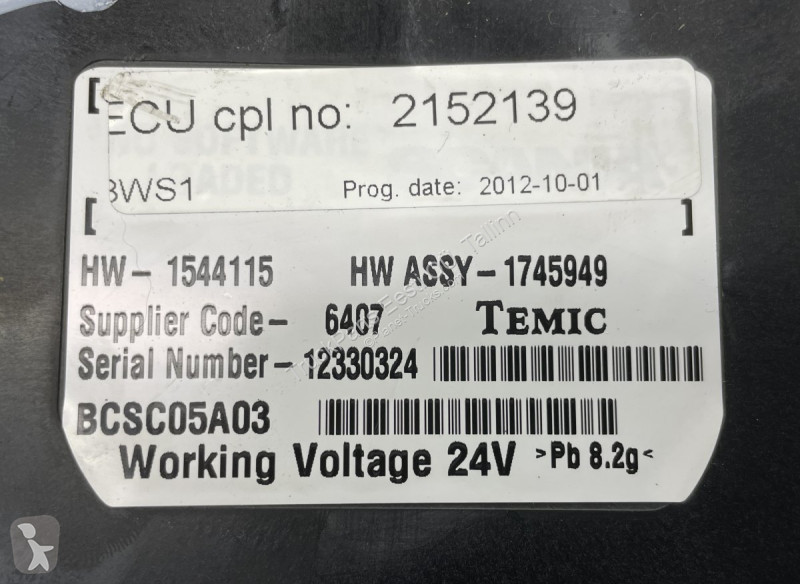 ECU cpl no: 2152139
BWS1 Prog. date: 2012-10-01
HW- 1544115 HW ASSY-1745949
Supplier Code- 6407 TEMIC
Serial Number-12330324
BCSC05A03
Working Voltage 24V >Pb 8.2g<